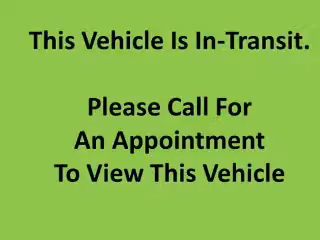 This Vehicle Is In-Transit.
Please Call For
An Appointment
To View This Vehicle